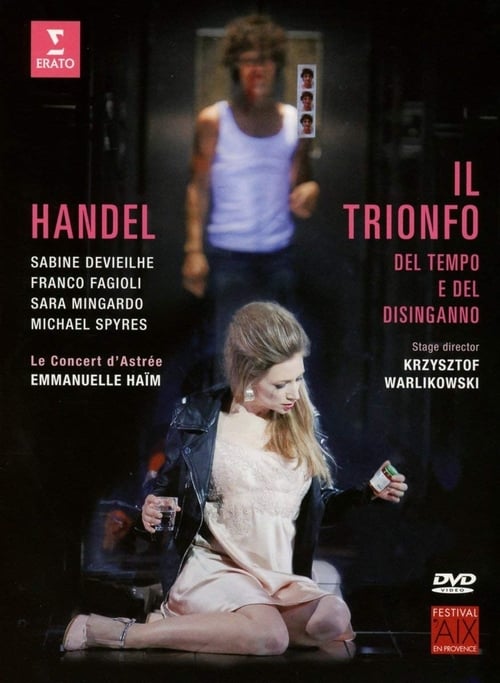 ERATO
HANDEL
SABINE DEVIEILHE
FRANCO FAGIOLI
SARA MINGARDO
MICHAEL SPYRES
Le Concert d'Astrée
EMMANUELLE HAÏM
IL
TRIONFO
DEL TEMPO
E DEL
DISINGANNO
Stage director
KRZYSZTOF
WARLIKOWSKI
DVD
VIDEO
FESTIVAL
D'AIX
EN PROVENCE